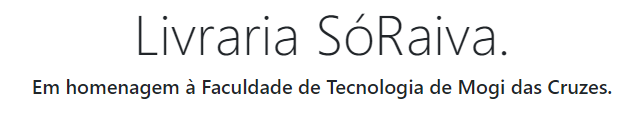 Livraria SóRaiva.
Em homenagem à Faculdade de Tecnologia de Mogi das Cruzes.